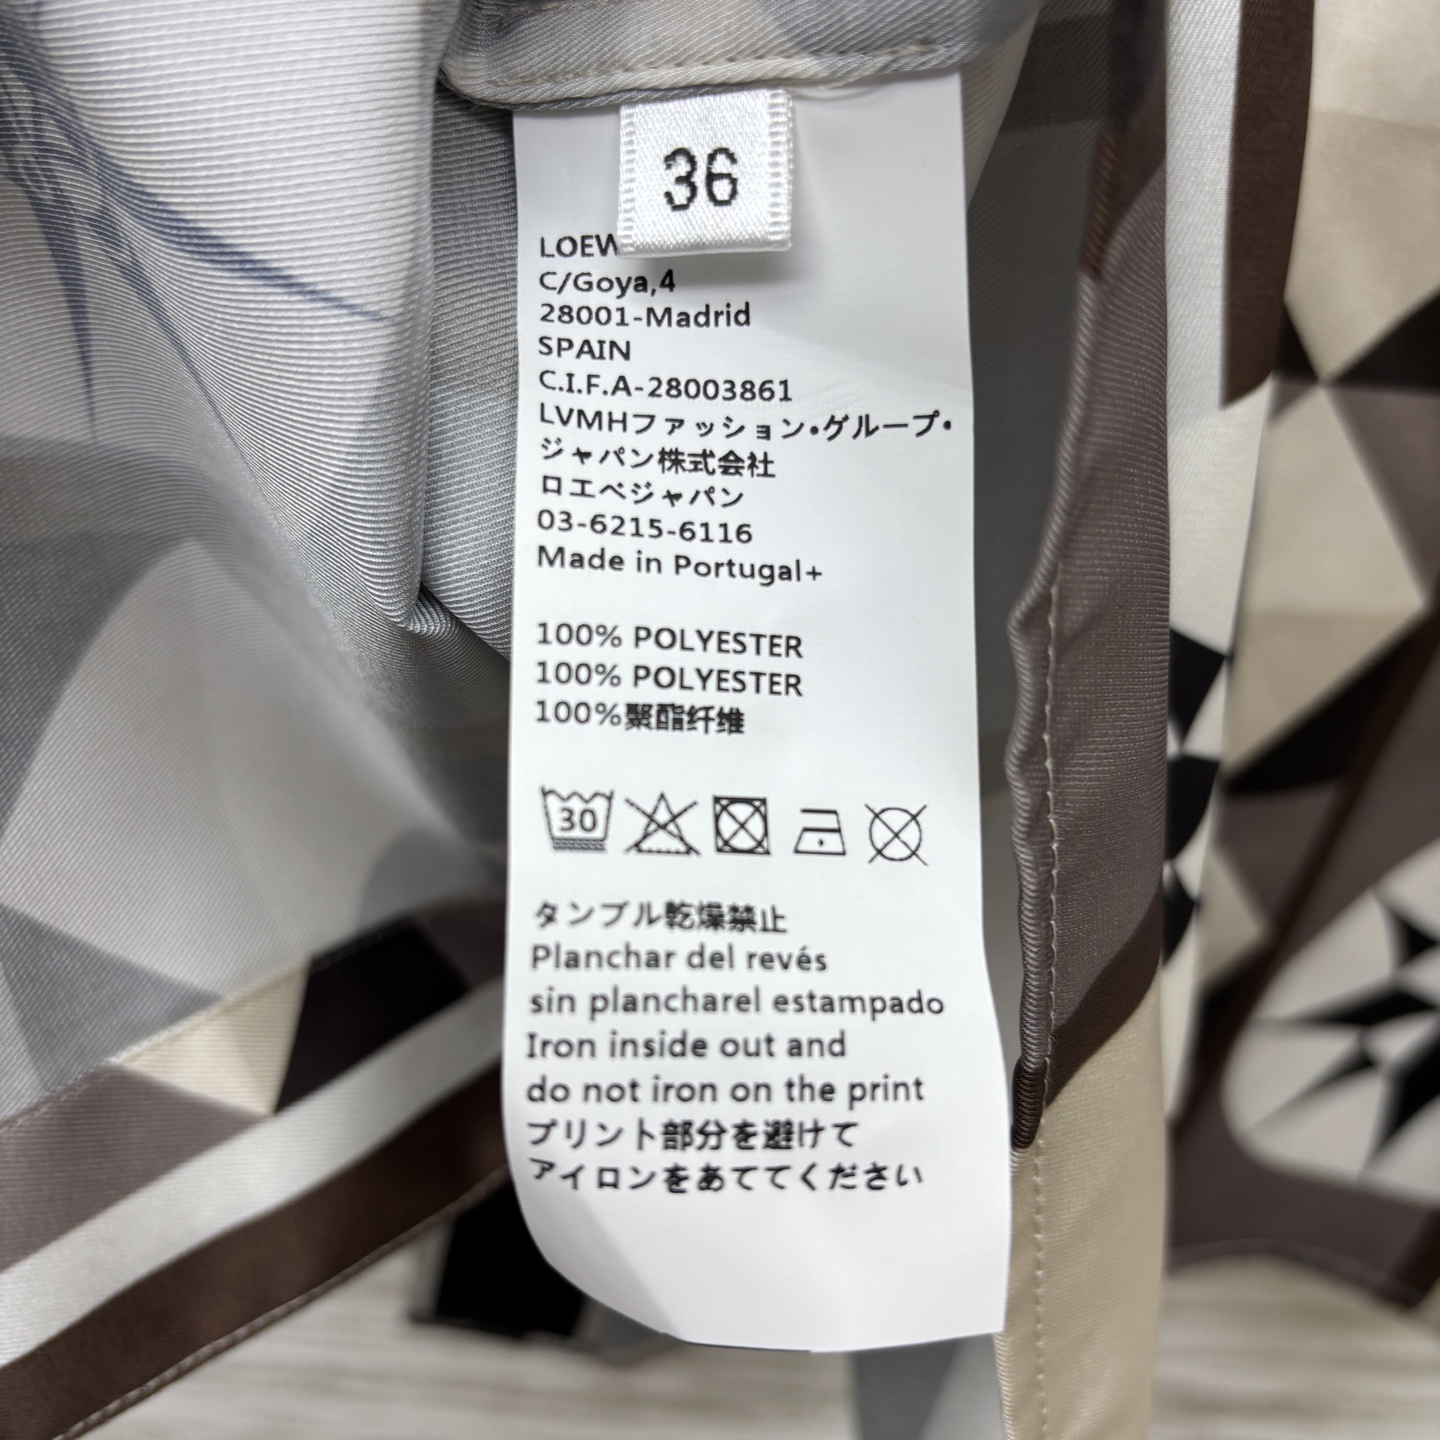 36
LOEW
C/Goya,4
28001-Madrid
SPAIN
C.I.F.A-28003861
LVMHファッション・グループ・
ジャパン株式会社
ロエベジャパン
03-6215-6116
Made in Portugal+
100% POLYESTER
100% POLYESTER
100%聚酯纤维
30
タンブル乾燥禁止
Planchar del revés
sin plancharel estampado
Iron inside out and
do not iron on the print
プリント部分を避けて
アイロンをあててください